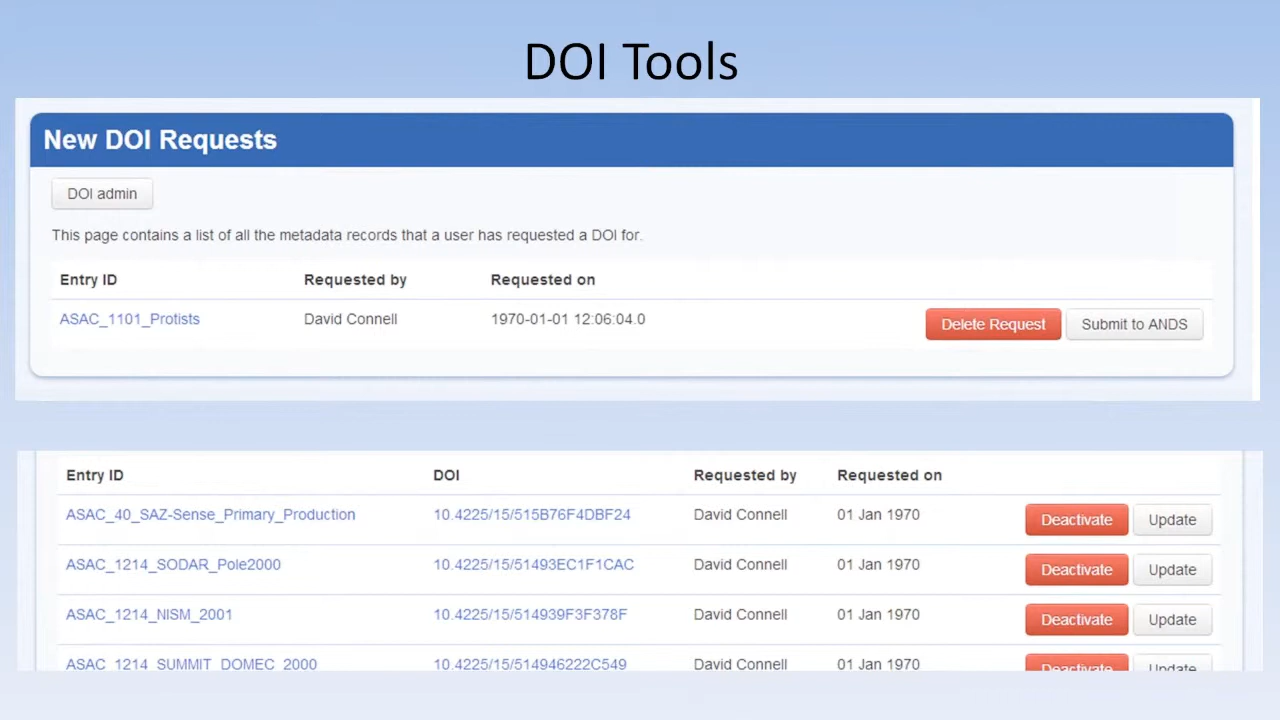 DOI Tools
New DOI Requests
DOI admin
This page contains a list of all the metadata records that a user has requested a DOI for.
Entry ID Requested by Requested on
ASAC_1101_Protists David Connell 1970-01-01 12:06:04.0 Delete Request Submit to ANDS
Entry ID DOI Requested by Requested on
ASAC_40_SAZ-Sense_Primary_Production 10.4225/15/515B76F4DBF24 David Connell 01 Jan 1970 Deactivate Update
ASAC_1214_SODAR_Pole2000 10.4225/15/51493EC1F1CAC David Connell 01 Jan 1970 Deactivate Update
ASAC_1214_NISM_2001 10.4225/15/514939F3F378F David Connell 01 Jan 1970 Deactivate Update
ASAC_1214_SUMMIT_DOMEC_2000 10.4225/15/514946222C549 David Connell 01 Jan 1970 Deactivate Update